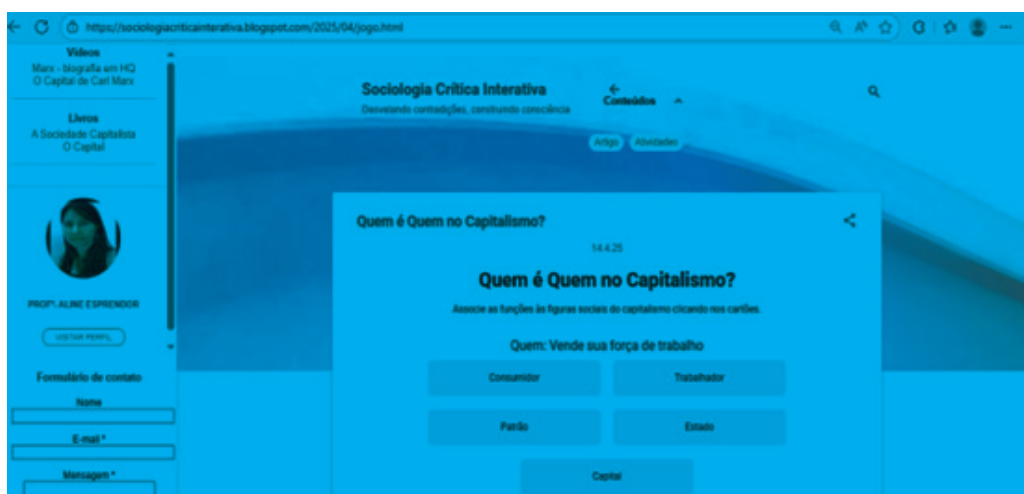 https://sociologiacriticainterativa.blogspot.com/2025/04/jogo.html
Vídeos
Marx - biografia em HQ
O Capital de Carl Marx
Livros
A Sociedade Capitalista
O Capital
PROFª. ALINE ESPRENDOR
VISITAR PERFIL
Formulário de contato
Nome
E-mail *
Mensagem *
Sociologia Crítica Interativa
Desvelando contradições, construindo consciência
Conteúdos
Artigo Atividades
Quem é Quem no Capitalismo?
14.4.25
Quem é Quem no Capitalismo?
Associe as funções às figuras sociais do capitalismo clicando nos cartões.
Quem: Vende sua força de trabalho
Consumidor Trabalhador
Patrão Estado
Capital